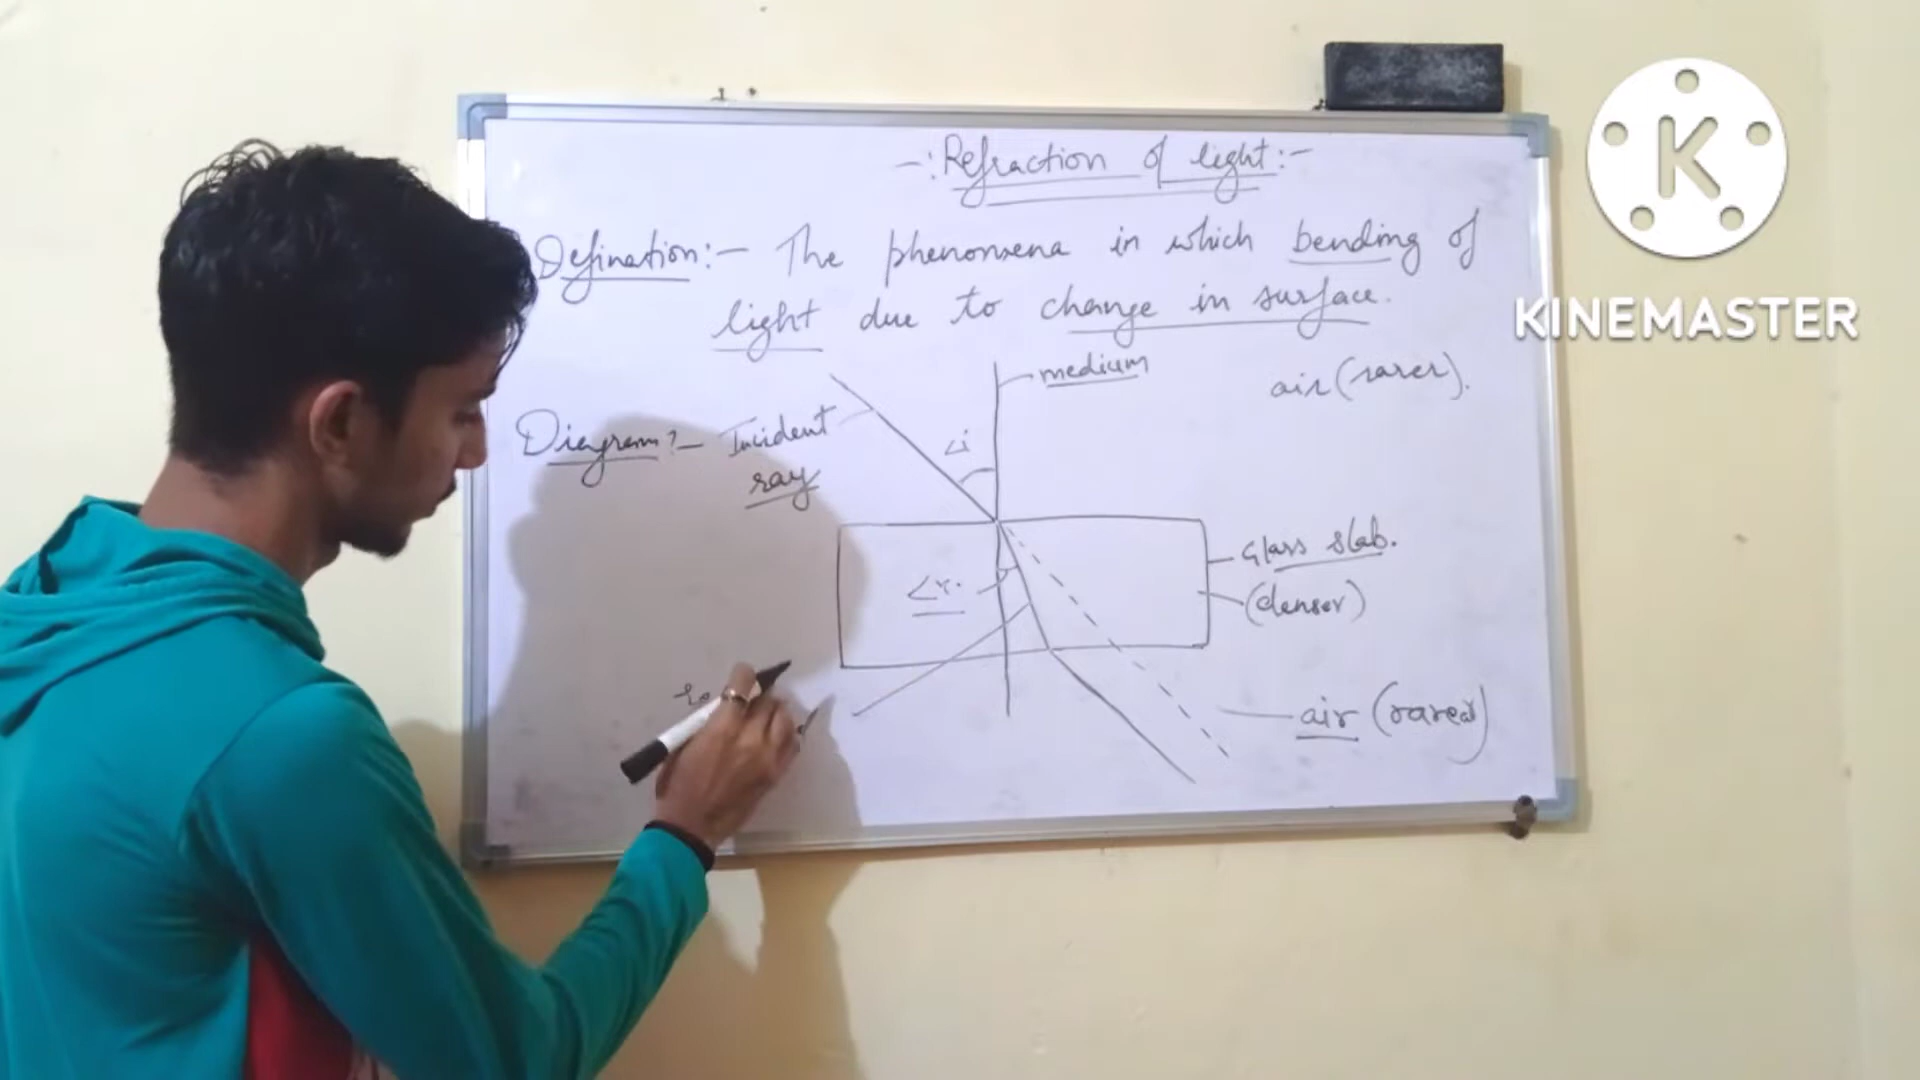 -: Refraction of light :-
Defination :- The phenomena in which bending of
light due to change in surface.
medium
air (rarer).
Diagram :- Incident
ray
∠i
Glass slab.
(denser)
∠r.
air (rarer)
K
KINEMASTER